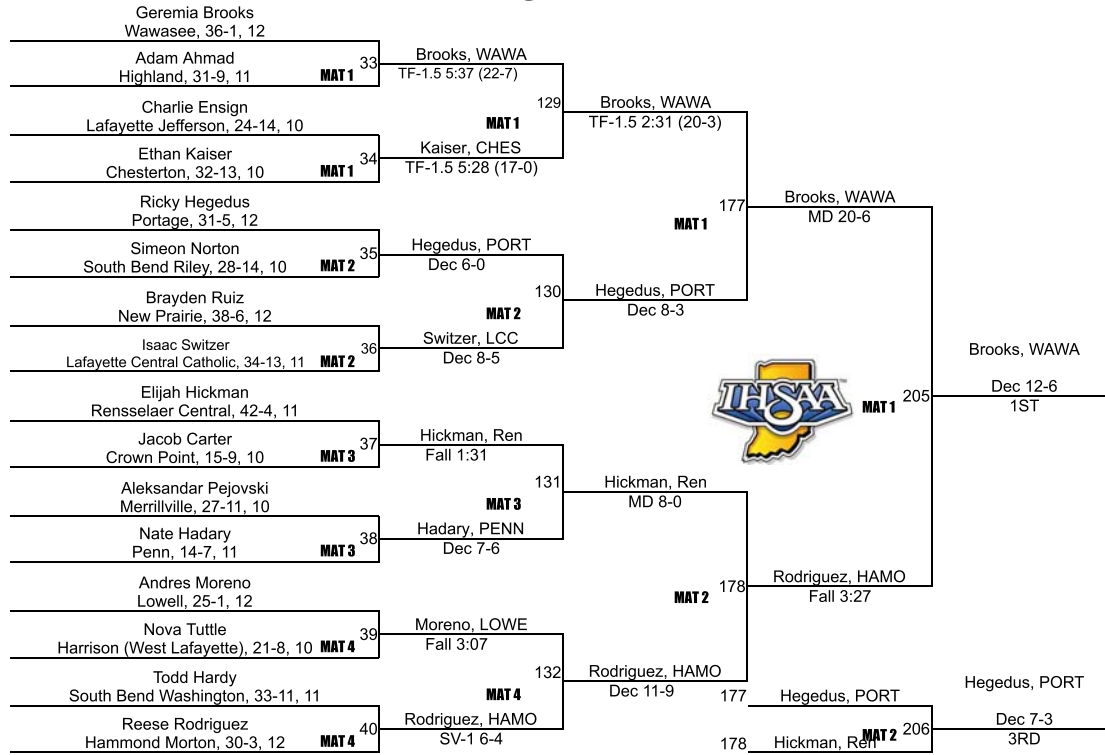 Geremia Brooks
Wawasee, 36-1, 12
Adam Ahmad
Highland, 31-9, 11
MAT 1
33
Charlie Ensign
Lafayette Jefferson, 24-14, 10
Ethan Kaiser
Chesterton, 32-13, 10
MAT 1
34
Ricky Hegedus
Portage, 31-5, 12
Simeon Norton
South Bend Riley, 28-14, 10
MAT 2
35
Brayden Ruiz
New Prairie, 38-6, 12
Isaac Switzer
Lafayette Central Catholic, 34-13, 11
MAT 2
36
Elijah Hickman
Rensselaer Central, 42-4, 11
Jacob Carter
Crown Point, 15-9, 10
MAT 3
37
Aleksandar Pejovski
Merrillville, 27-11, 10
Nate Hadary
Penn, 14-7, 11
MAT 3
38
Andres Moreno
Lowell, 25-1, 12
Nova Tuttle
Harrison (West Lafayette), 21-8, 10
MAT 4
39
Todd Hardy
South Bend Washington, 33-11, 11
Reese Rodriguez
Hammond Morton, 30-3, 12
MAT 4
40
Brooks, WAWA
TF-1.5 5:37 (22-7)
129
MAT 1
Kaiser, CHES
TF-1.5 5:28 (17-0)
Hegedus, PORT
Dec 6-0
130
MAT 2
Switzer, LCC
Dec 8-5
Hickman, Ren
Fall 1:31
131
MAT 3
Hadary, PENN
Dec 7-6
Moreno, LOWE
Fall 3:07
132
MAT 4
Rodriguez, HAMO
SV-1 6-4
Brooks, WAWA
TF-1.5 2:31 (20-3)
177
MAT 1
Hegedus, PORT
Dec 8-3
Hickman, Ren
MD 8-0
178
MAT 2
Rodriguez, HAMO
Dec 11-9
Brooks, WAWA
MD 20-6
IHSAA
TM
MAT 1
205
Rodriguez, HAMO
Fall 3:27
Brooks, WAWA
Dec 12-6
1ST
177
Hegedus, PORT
178
Hickman, Ren
MAT 2
206
Hegedus, PORT
Dec 7-3
3RD